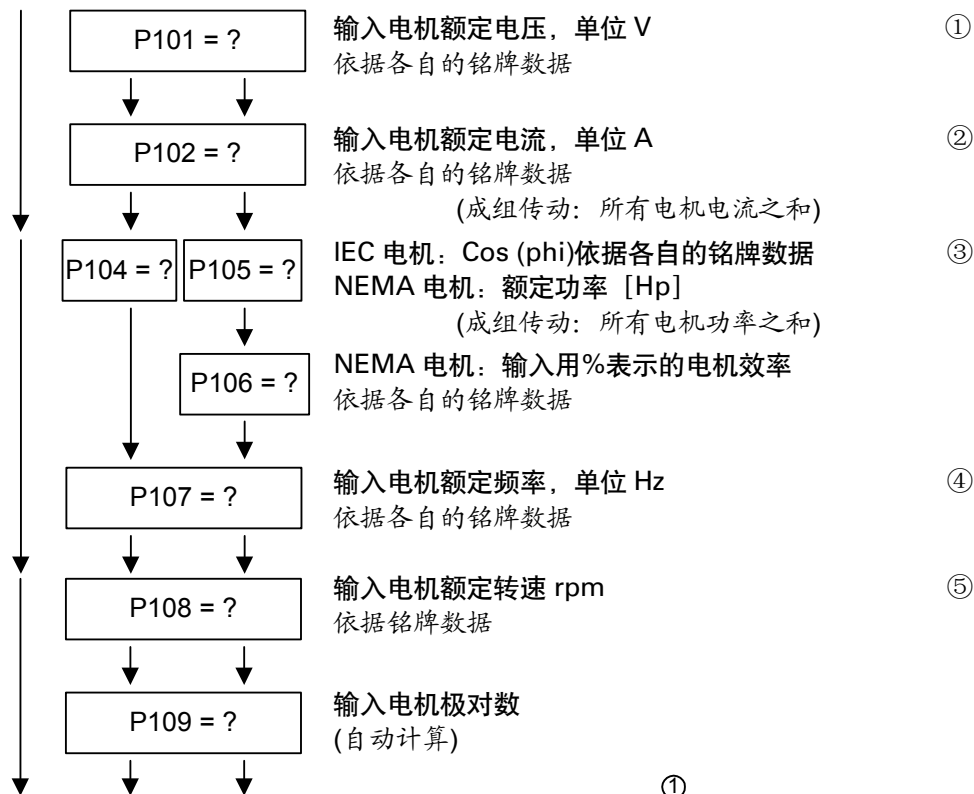 P101 = ?
输入电机额定电压，单位 V
①
依据各自的铭牌数据
P102 = ?
输入电机额定电流，单位 A
②
依据各自的铭牌数据
(成组传动：所有电机电流之和)
P104 = ?
P105 = ?
IEC 电机：Cos (phi)依据各自的铭牌数据
③
NEMA 电机：额定功率［Hp］
(成组传动：所有电机功率之和)
P106 = ?
NEMA 电机：输入用%表示的电机效率
依据各自的铭牌数据
P107 = ?
输入电机额定频率，单位 Hz
④
依据各自的铭牌数据
P108 = ?
输入电机额定转速 rpm
⑤
依据铭牌数据
P109 = ?
输入电机极对数
(自动计算)
①